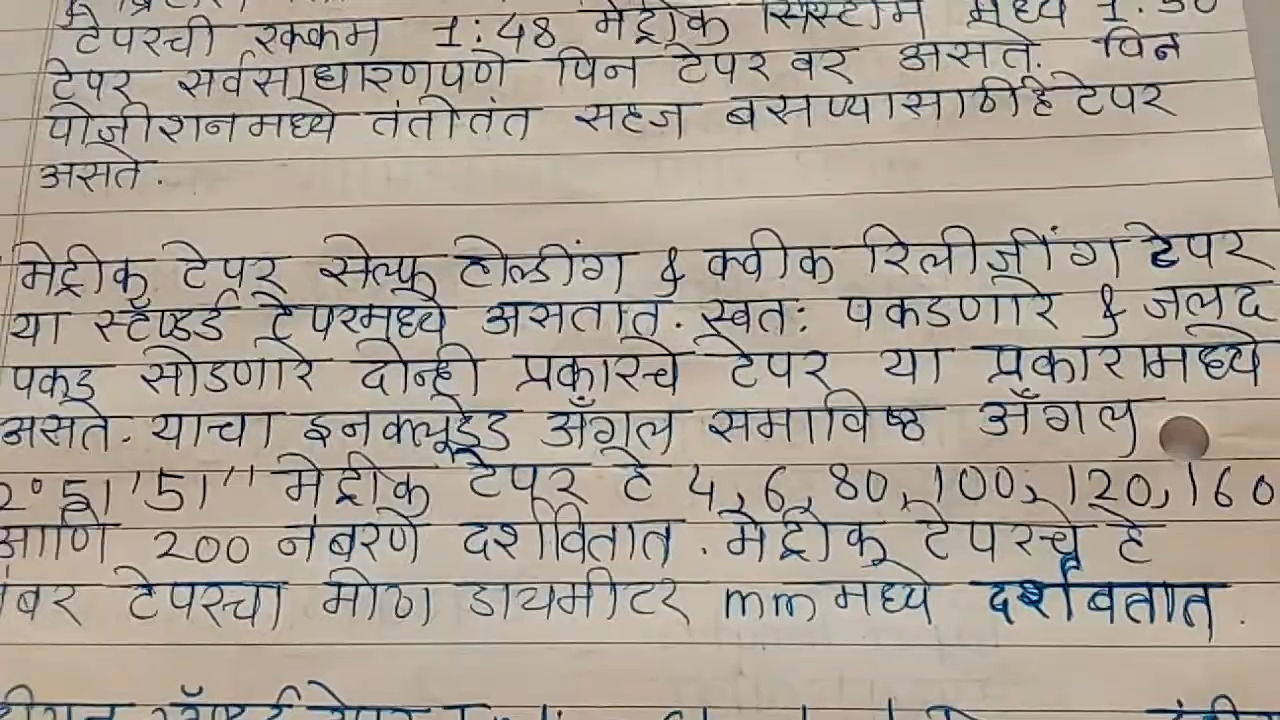 टेपरची रक्कम 1:48 मेट्रीक सिस्टीम मध्ये 1:50
टेपर सर्वसाधारणपणे पिन टेपर वर असते. पिन
पोझीशनमध्ये तंतोतंत सहज बसण्यासाठी हे टेपर
असते.
मेट्रीक टेपर सेल्फ होल्डींग & क्वीक रिलीजींग टेपर
या स्टॅण्डर्ड टेपरमध्ये असतात. स्वतः पकडणारे & जलद
पकड सोडणारे दोन्ही प्रकारचे टेपर या प्रकारामध्ये
असते. याचा इनक्लूडेड अँगल समाविष्ठ अँगल
2° 51' 51'' मेट्रीक टेपर हे 4, 6, 80, 100, 120, 160
आणि 200 नंबरणे दर्शवितात. मेट्रीक टेपरचे हे
नंबर टेपरचा मोठा डायमीटर mm मध्ये दर्शवितात.